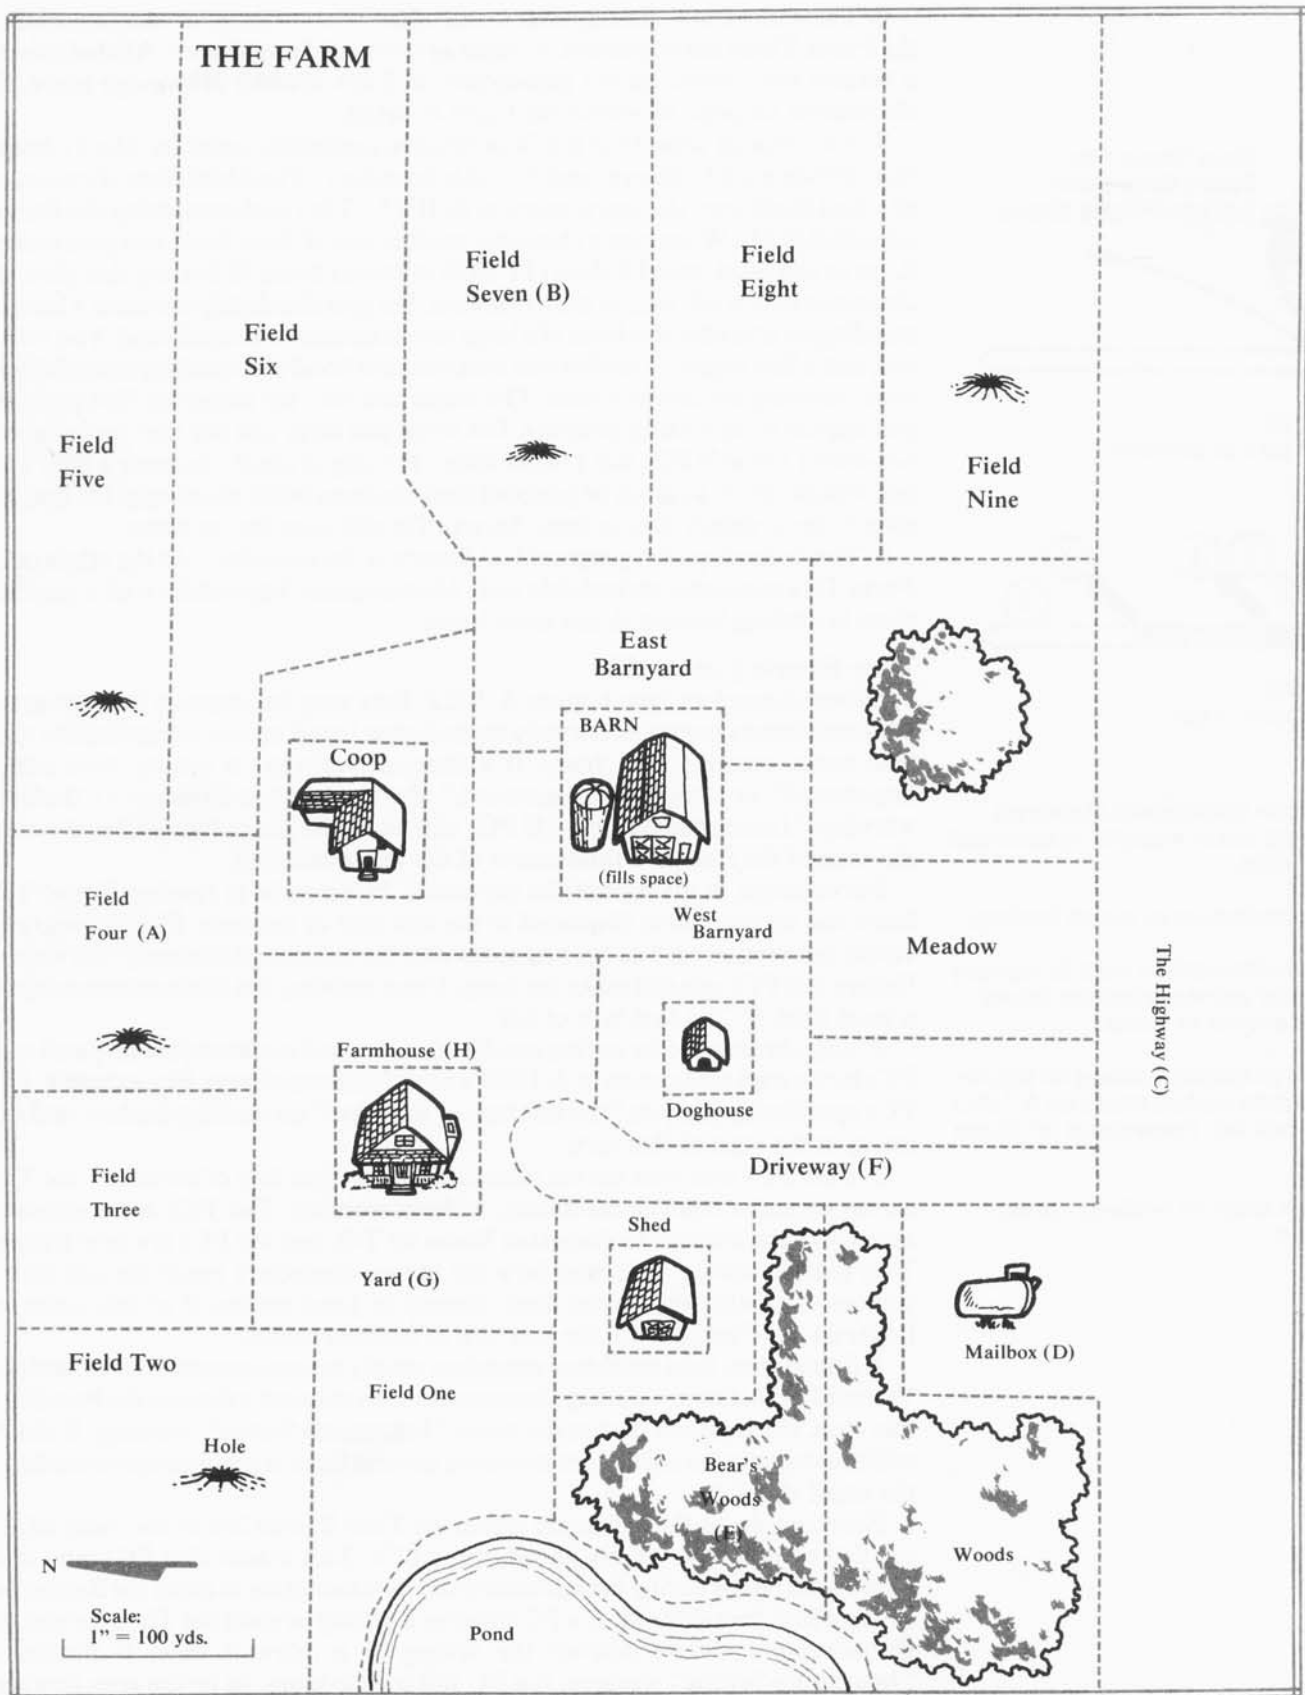 THE FARM
Field
Seven (B)
Field
Eight
Field
Six
Field
Five
Field
Nine
East
Barnyard
BARN
Coop
(fills space)
Field
Four (A)
West
Barnyard
Meadow
The Highway (C)
Farmhouse (H)
Doghouse
Driveway (F)
Field
Three
Shed
Yard (G)
Mailbox (D)
Field Two
Field One
Hole
Bear's
Woods
(E)
Woods
N
Scale:
1" = 100 yds.
Pond